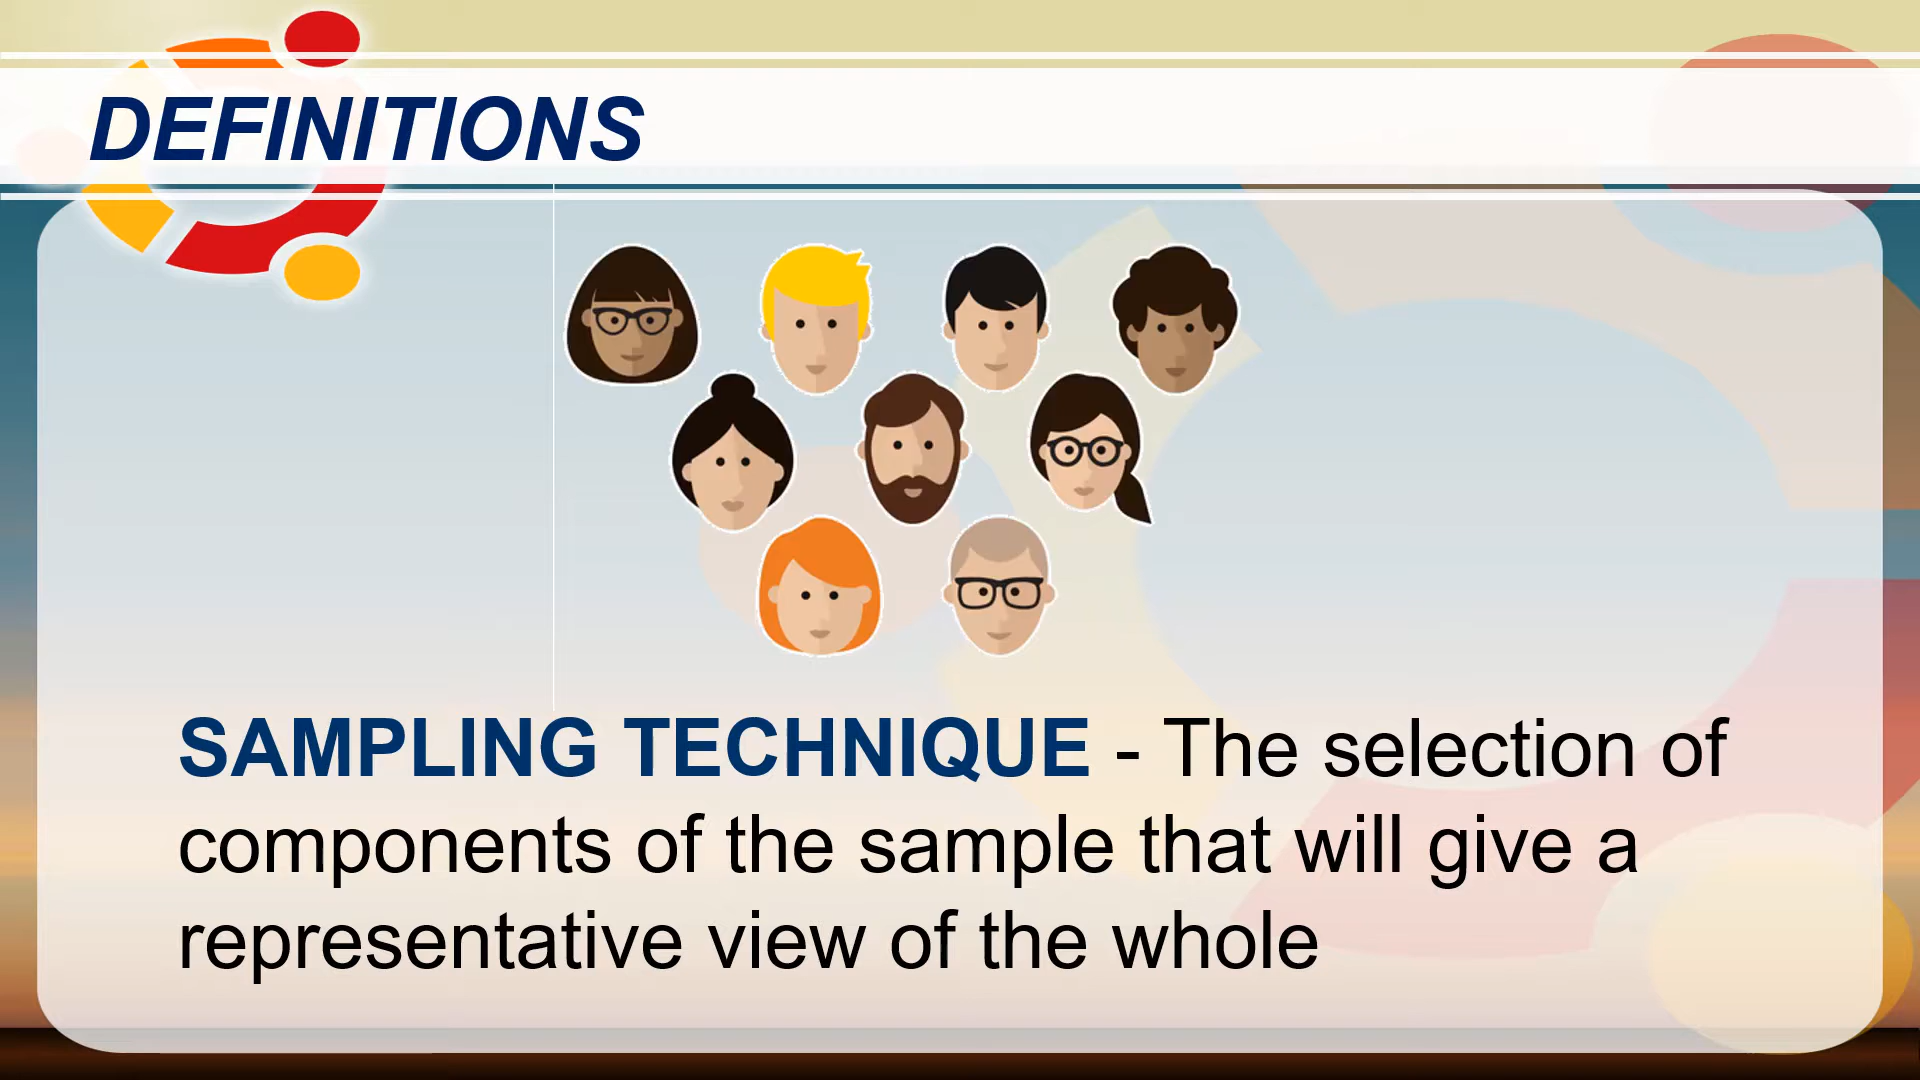 DEFINITIONS
SAMPLING TECHNIQUE - The selection of
components of the sample that will give a
representative view of the whole